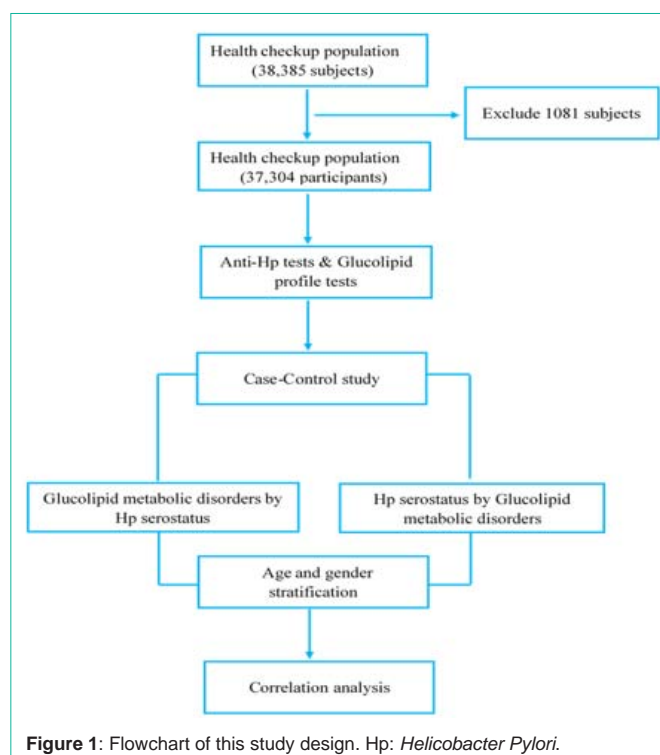 Health checkup population
(38,385 subjects)
Exclude 1081 subjects
Health checkup population
(37,304 participants)
Anti-Hp tests & Glucolipid
profile tests
Case-Control study
Glucolipid metabolic disorders by
Hp serostatus
Hp serostatus by Glucolipid
metabolic disorders
Age and gender
stratification
Correlation analysis
Figure 1: Flowchart of this study design. Hp: Helicobacter Pylori.